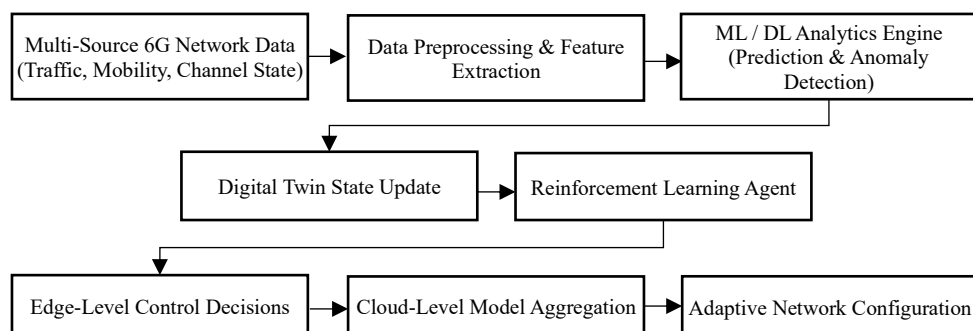 Multi-Source 6G Network Data
(Traffic, Mobility, Channel State)
Data Preprocessing & Feature
Extraction
ML / DL Analytics Engine
(Prediction & Anomaly
Detection)
Digital Twin State Update
Reinforcement Learning Agent
Edge-Level Control Decisions
Cloud-Level Model Aggregation
Adaptive Network Configuration